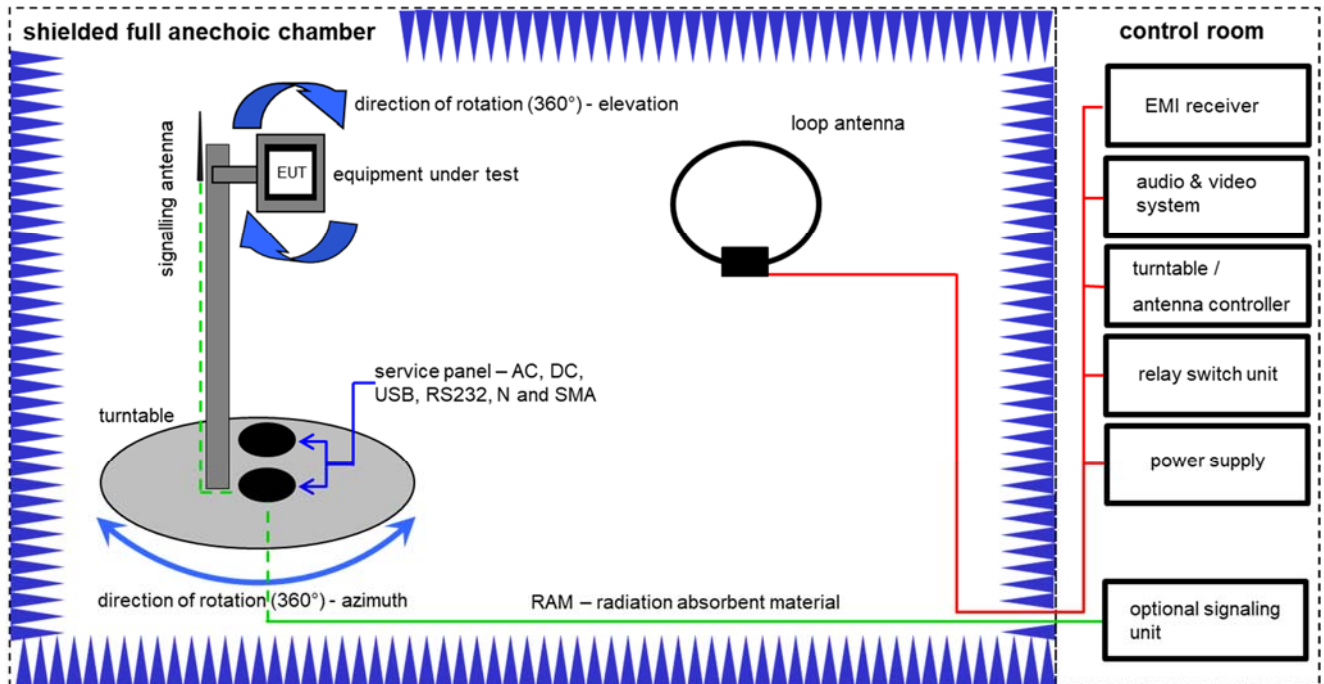 shielded full anechoic chamber
control room
direction of rotation (360°) - elevation
loop antenna
EMI receiver
signalling antenna
EUT
equipment under test
audio & video
system
turntable /
antenna controller
service panel – AC, DC,
USB, RS232, N and SMA
relay switch unit
turntable
power supply
direction of rotation (360°) - azimuth
RAM – radiation absorbent material
optional signaling
unit